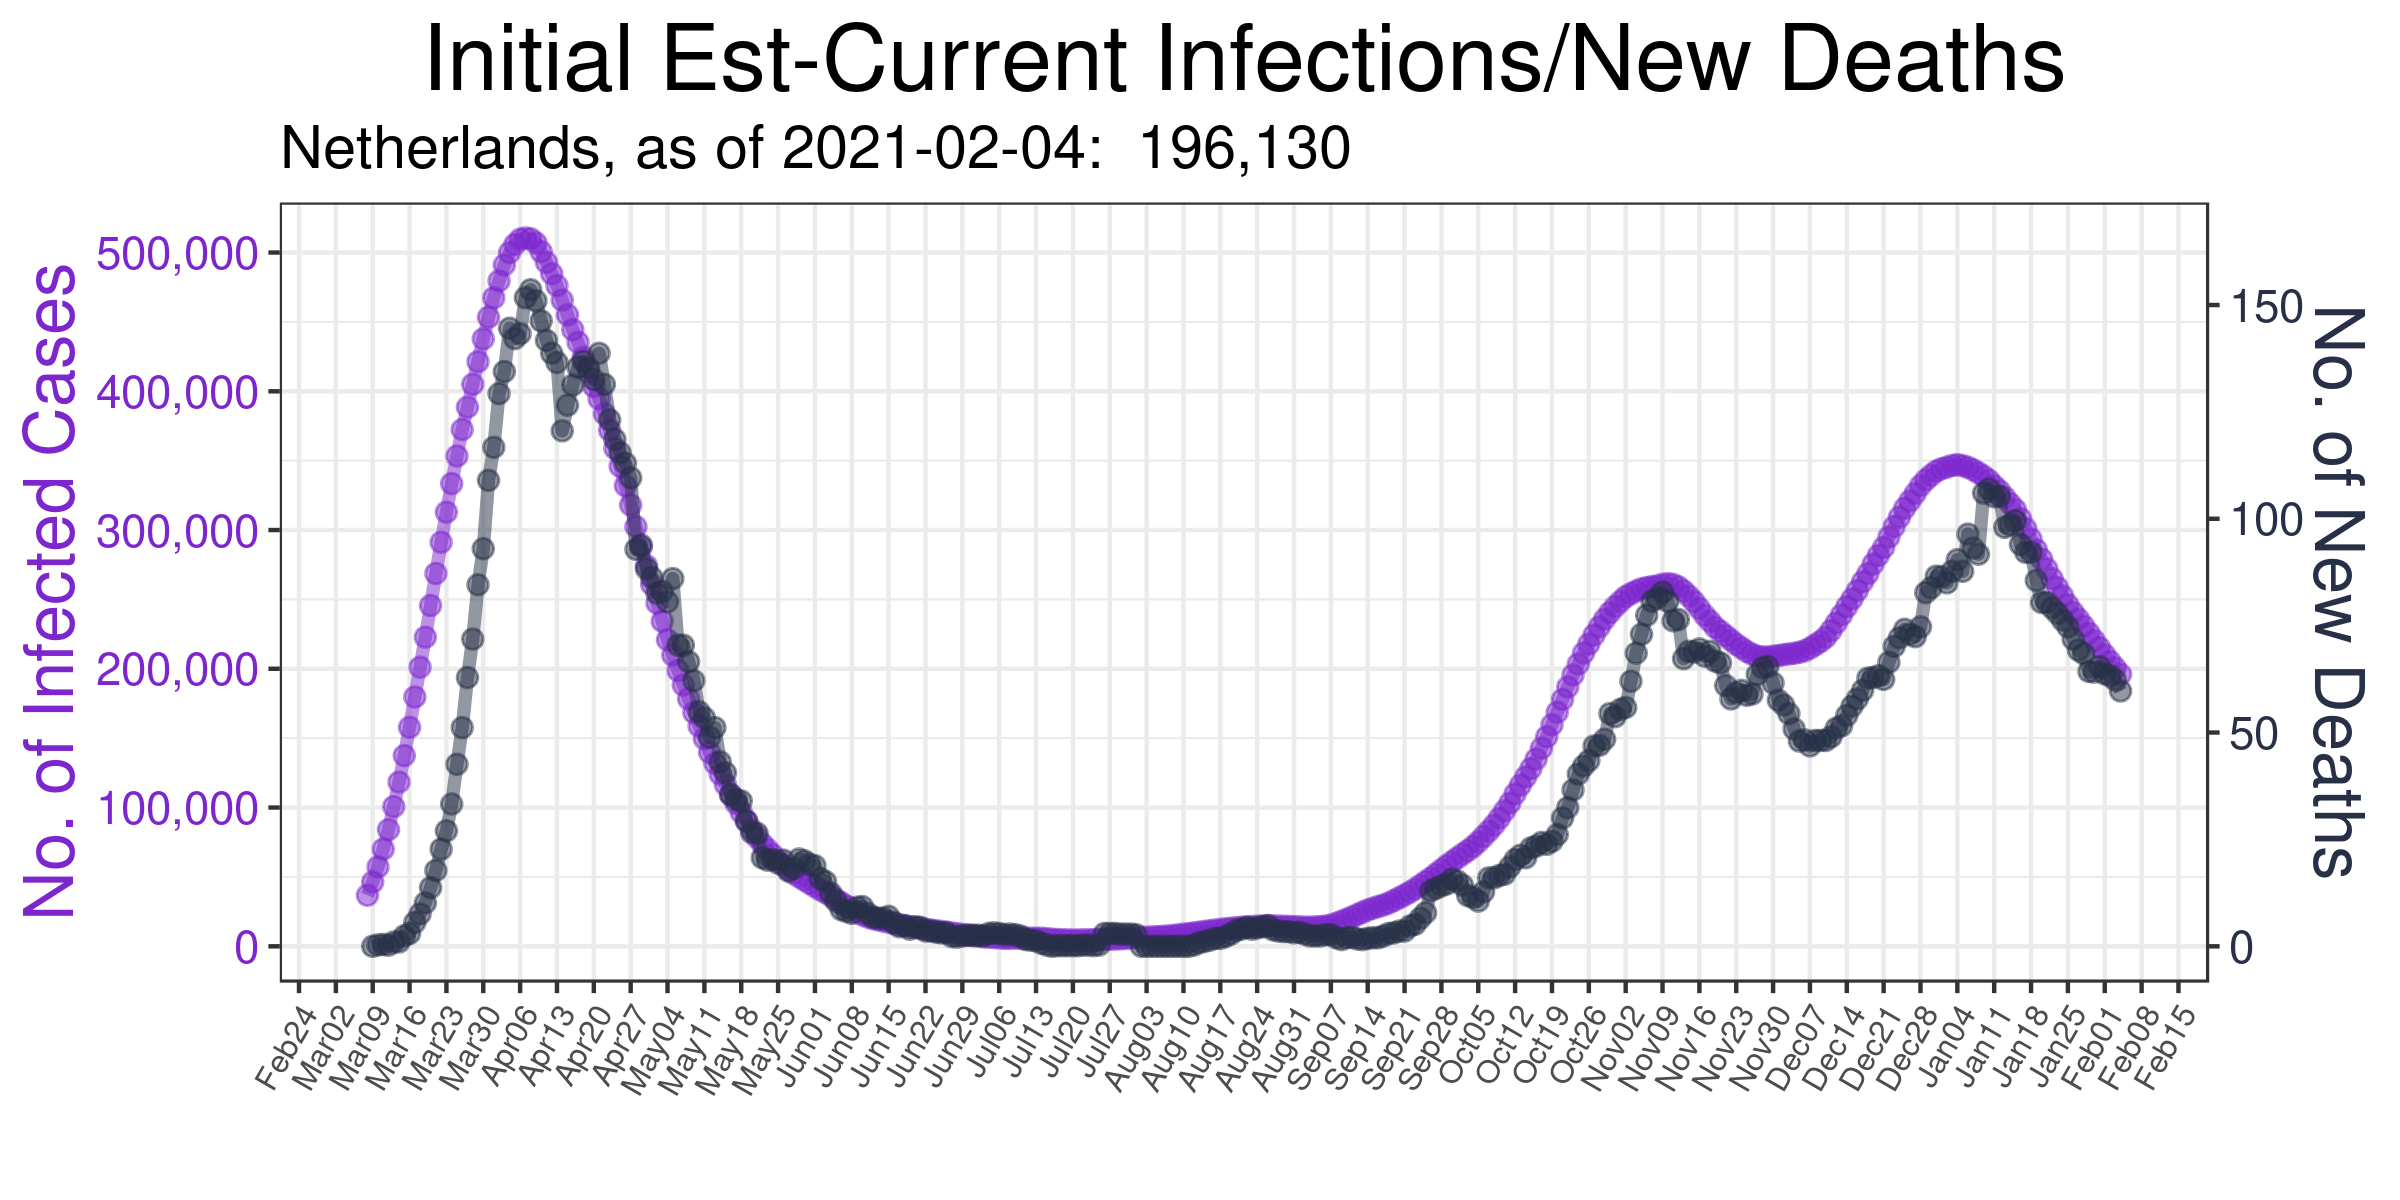 Initial Est-Current Infections/New Deaths
Netherlands, as of 2021-02-04:  196,130
No. of Infected Cases
500,000
400,000
300,000
200,000
100,000
0
150
100
50
0
No. of New Deaths
Feb24
Mar02
Mar09
Mar16
Mar23
Mar30
Apr06
Apr13
Apr20
Apr27
May04
May11
May18
May25
Jun01
Jun08
Jun15
Jun22
Jun29
Jul06
Jul13
Jul20
Jul27
Aug03
Aug10
Aug17
Aug24
Aug31
Sep07
Sep14
Sep21
Sep28
Oct05
Oct12
Oct19
Oct26
Nov02
Nov09
Nov16
Nov23
Nov30
Dec07
Dec14
Dec21
Dec28
Jan04
Jan11
Jan18
Jan25
Feb01
Feb08
Feb15